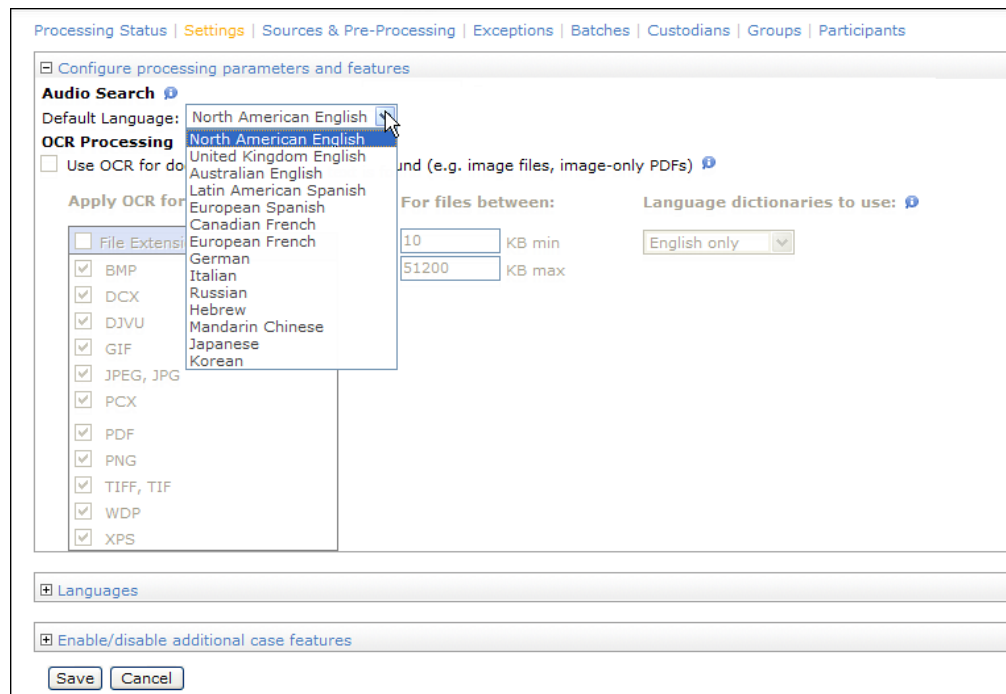 Processing Status | Settings | Sources & Pre-Processing | Exceptions | Batches | Custodians | Groups | Participants
Configure processing parameters and features
Audio Search
Default Language: North American English
North American English
United Kingdom English
Australian English
Latin American Spanish
European Spanish
Canadian French
European French
German
Italian
Russian
Hebrew
Mandarin Chinese
Japanese
Korean
OCR Processing
Use OCR for (e.g. image files, image-only PDFs)
Apply OCR for
For files between:
Language dictionaries to use:
File
10 KB min
English only
51200 KB max
BMP
DCX
DJVU
GIF
JPEG, JPG
PCX
PDF
PNG
TIFF, TIF
WDP
XPS
Languages
Enable/disable additional case features
Save Cancel